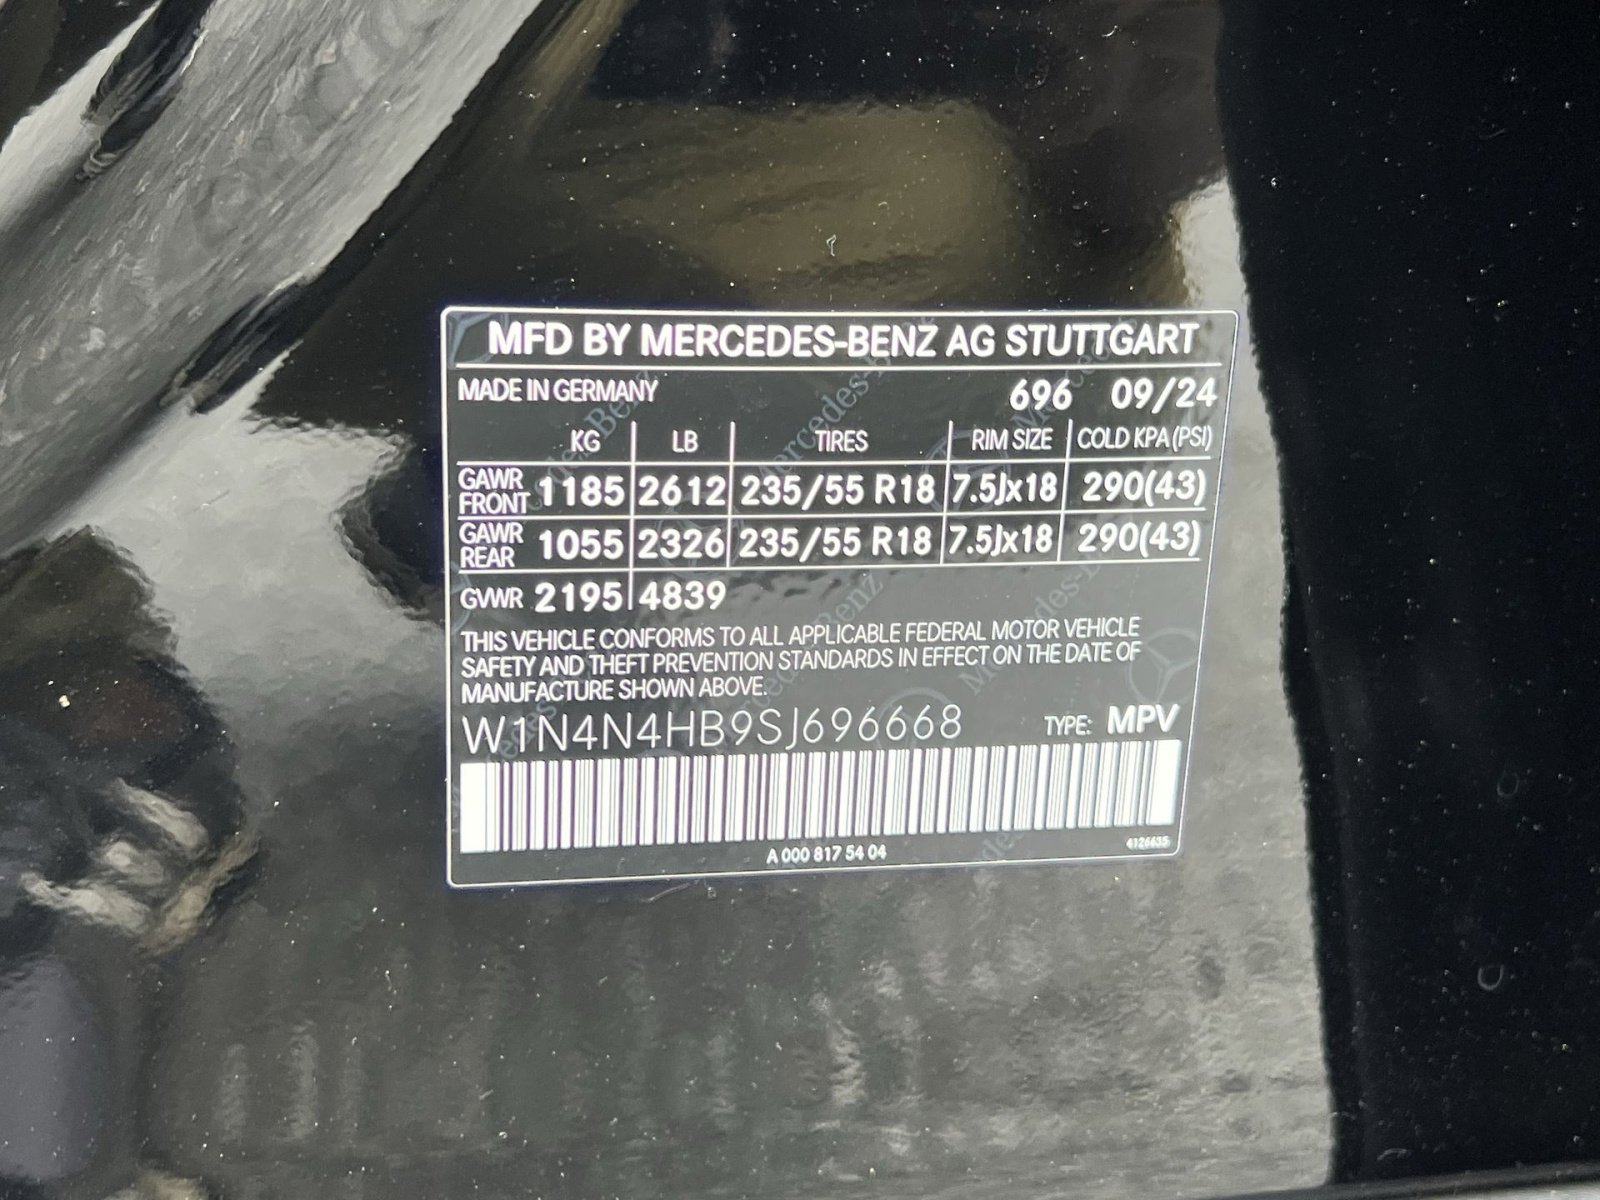 MFD BY MERCEDES-BENZ AG STUTTGART
MADE IN GERMANY 696 09/24
KG LB TIRES RIM SIZE COLD KPA(PSI)
GAWR FRONT 1185 2612 235/55 R18 7.5Jx18 290(43)
GAWR REAR 1055 2326 235/55 R18 7.5Jx18 290(43)
GVWR 2195 4839
THIS VEHICLE CONFORMS TO ALL APPLICABLE FEDERAL MOTOR VEHICLE
SAFETY AND THEFT PREVENTION STANDARDS IN EFFECT ON THE DATE OF
MANUFACTURE SHOWN ABOVE.
W1N4N4HB9SJ696668 TYPE: MPV
A 000 817 54 04 4126635